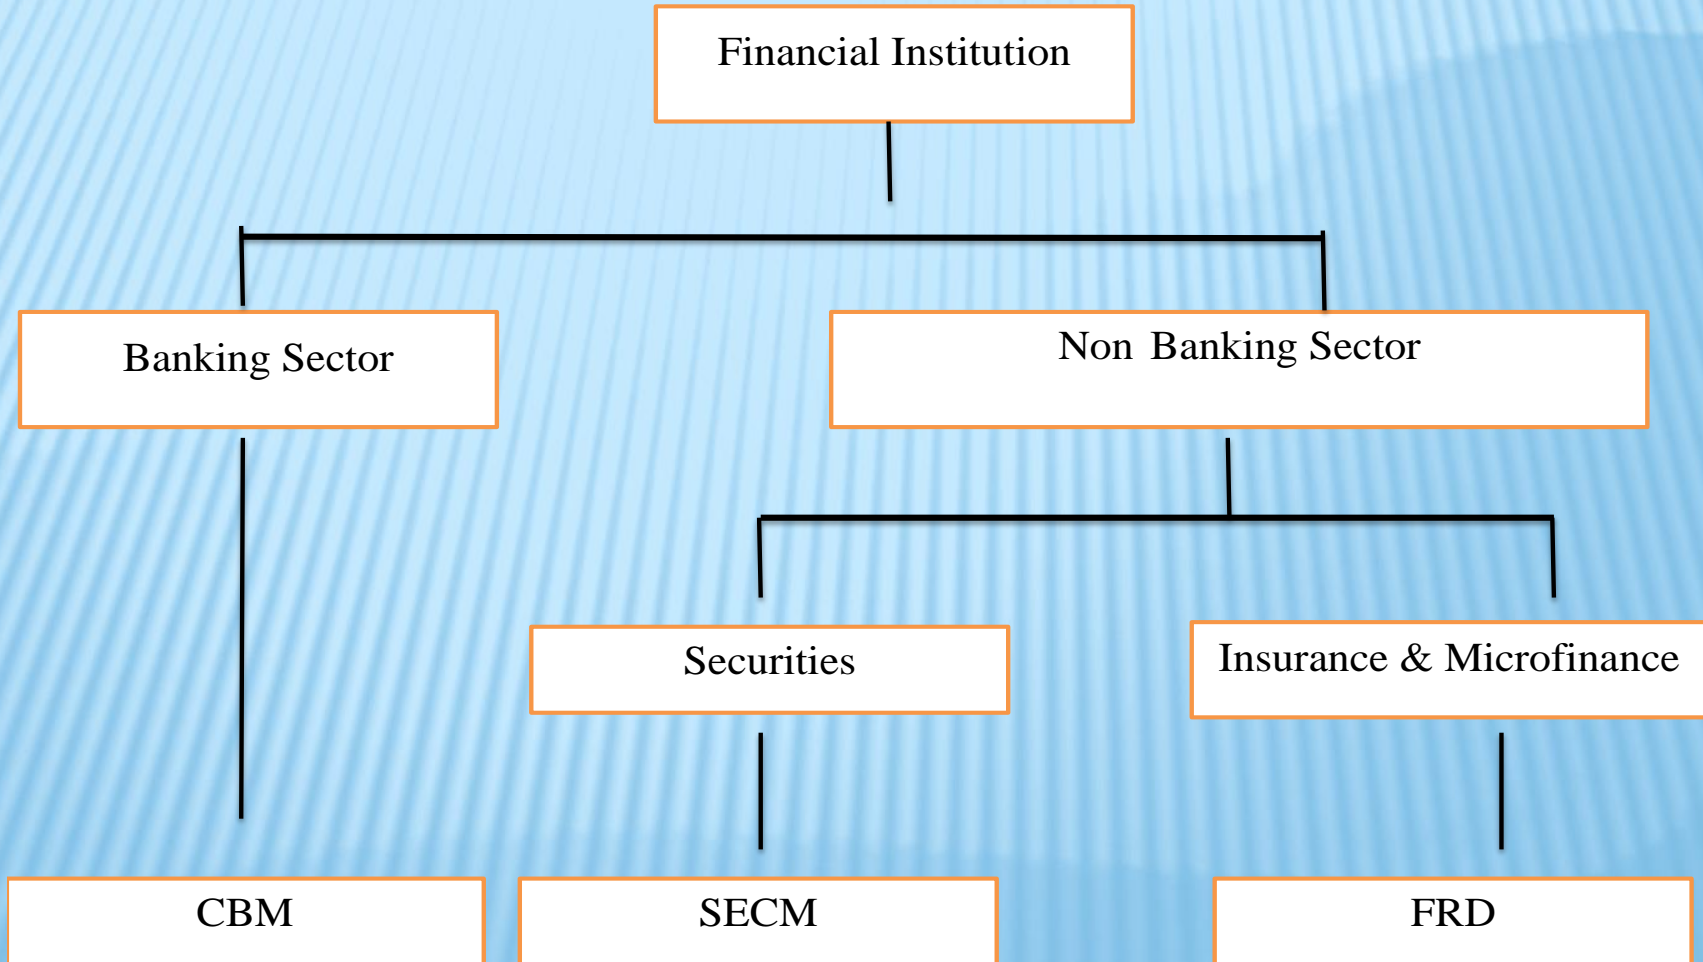 Financial Institution
Banking Sector
Non Banking Sector
Securities
Insurance & Microfinance
CBM
SECM
FRD